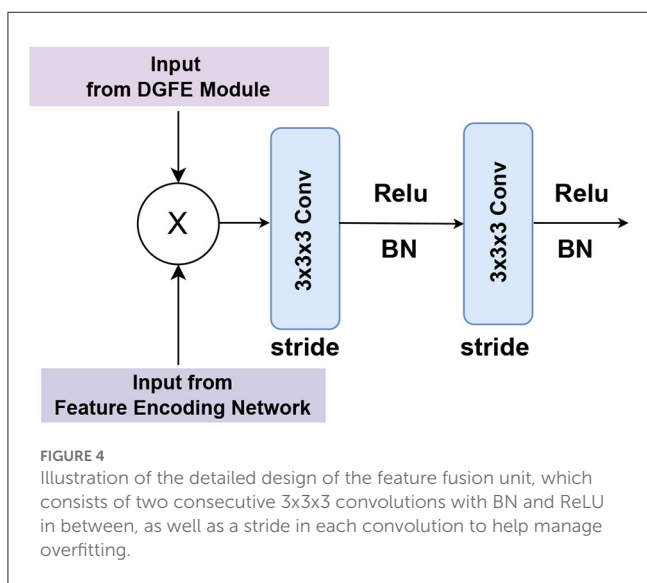 Input
from DGFE Module
X
3x3x3 Conv
Relu
BN
3x3x3 Conv
Relu
BN
stride
stride
Input from
Feature Encoding Network
FIGURE 4
Illustration of the detailed design of the feature fusion unit, which
consists of two consecutive 3x3x3 convolutions with BN and ReLU
in between, as well as a stride in each convolution to help manage
overfitting.